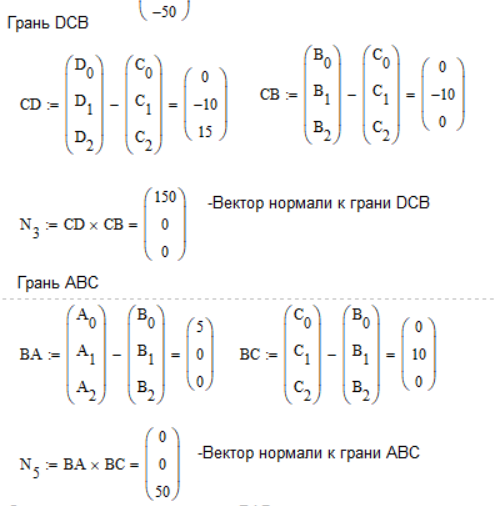 (−50)
Грань DCB
CD := (D₀ D₁ D₂) − (C₀ C₁ C₂) = (0 −10 15)
CB := (B₀ B₁ B₂) − (C₀ C₁ C₂) = (0 −10 0)
N₃ := CD × CB = (150 0 0) -Вектор нормали к грани DCB
Грань ABC
BA := (A₀ A₁ A₂) − (B₀ B₁ B₂) = (5 0 0)
BC := (C₀ C₁ C₂) − (B₀ B₁ B₂) = (0 10 0)
N₅ := BA × BC = (0 0 50) -Вектор нормали к грани ABC